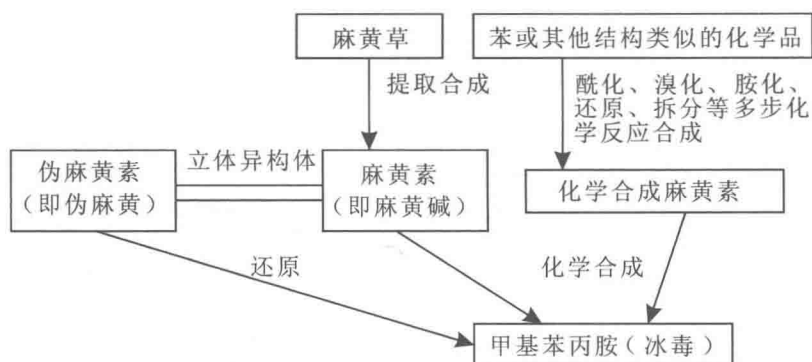 麻黄草
苯或其他结构类似的化学品
提取合成
酰化、溴化、胺化、
还原、拆分等多步化
学反应合成
伪麻黄素
（即伪麻黄）
立体异构体
麻黄素
（即麻黄碱）
化学合成麻黄素
还原
化学合成
甲基苯丙胺（冰毒）